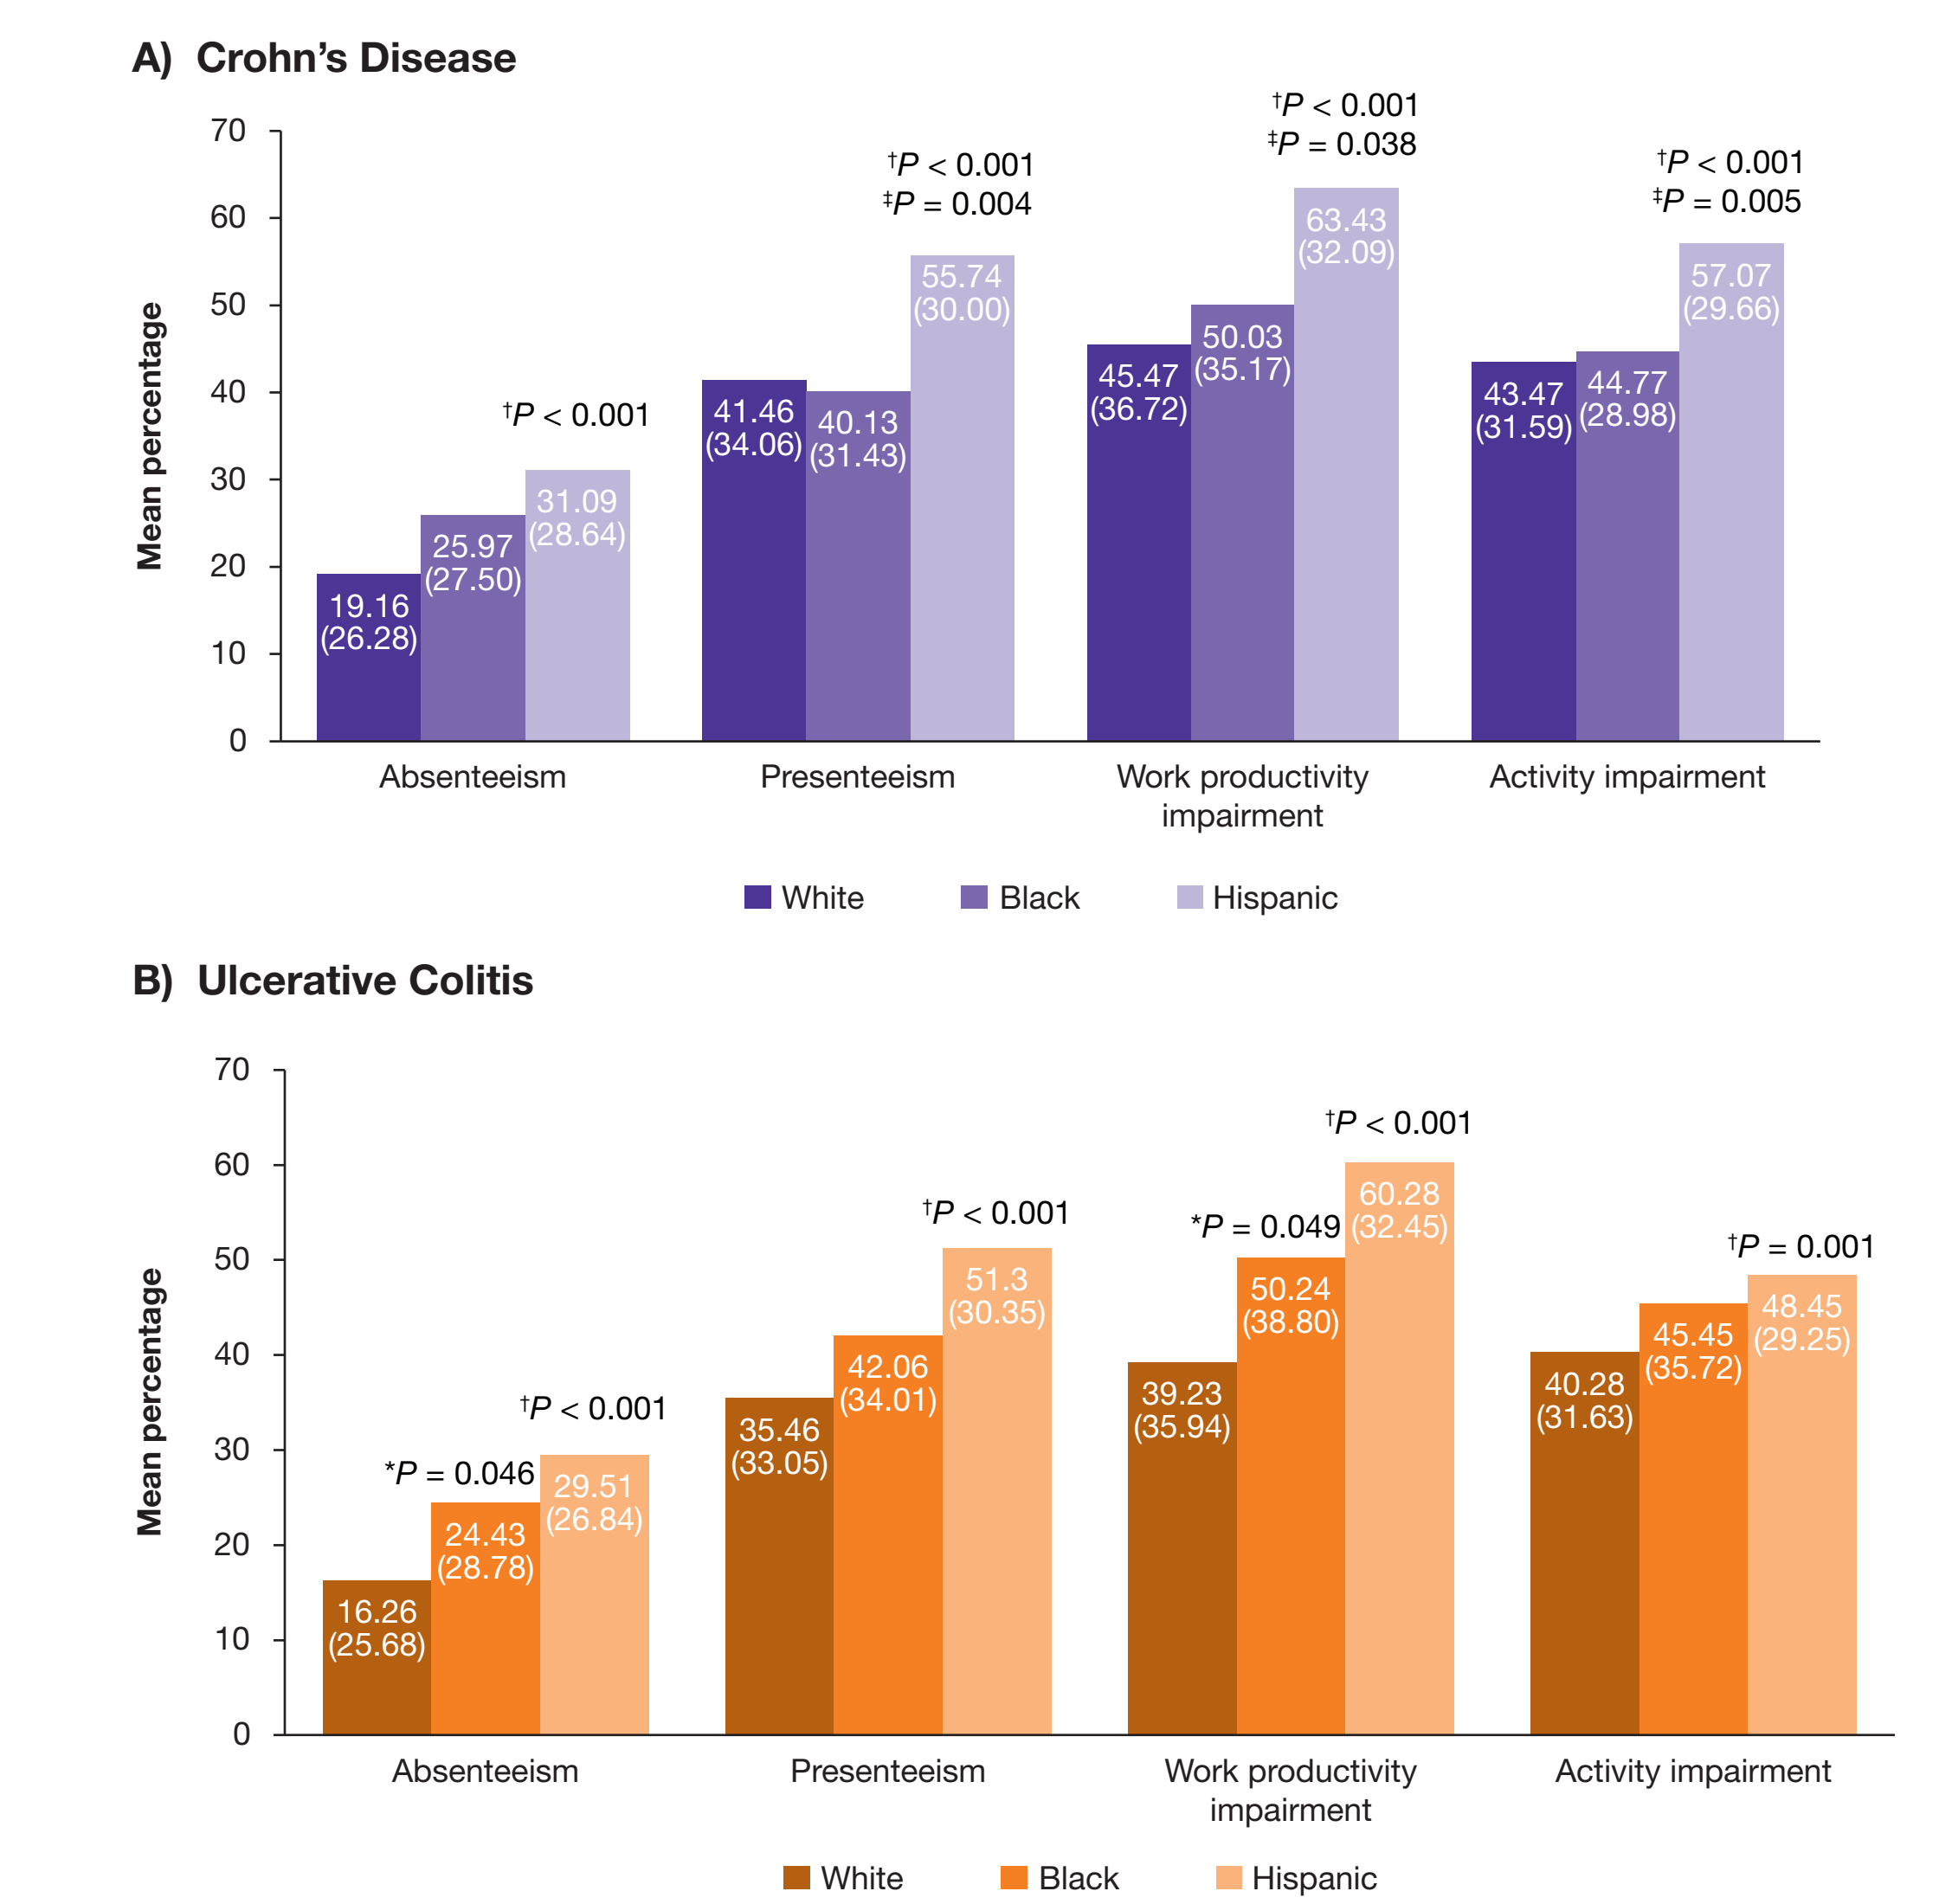 A) Crohn’s Disease
†P < 0.001
‡P = 0.038
†P < 0.001
‡P = 0.004
†P < 0.001
‡P = 0.005
†P < 0.001
Mean percentage
70
60
50
40
30
20
10
0
19.16
(26.28)
25.97
(27.50)
31.09
(28.64)
41.46
(34.06)
40.13
(31.43)
55.74
(30.00)
45.47
(36.72)
50.03
(35.17)
63.43
(32.09)
43.47
(31.59)
44.77
(28.98)
57.07
(29.66)
Absenteeism
Presenteeism
Work productivity
impairment
Activity impairment
White
Black
Hispanic
B) Ulcerative Colitis
Mean percentage
70
60
50
40
30
20
10
0
*P = 0.046
†P < 0.001
†P < 0.001
*P = 0.049
†P < 0.001
†P = 0.001
16.26
(25.68)
24.43
(28.78)
29.51
(26.84)
35.46
(33.05)
42.06
(34.01)
51.3
(30.35)
39.23
(35.94)
50.24
(38.80)
60.28
(32.45)
40.28
(31.63)
45.45
(35.72)
48.45
(29.25)
Absenteeism
Presenteeism
Work productivity
impairment
Activity impairment
White
Black
Hispanic